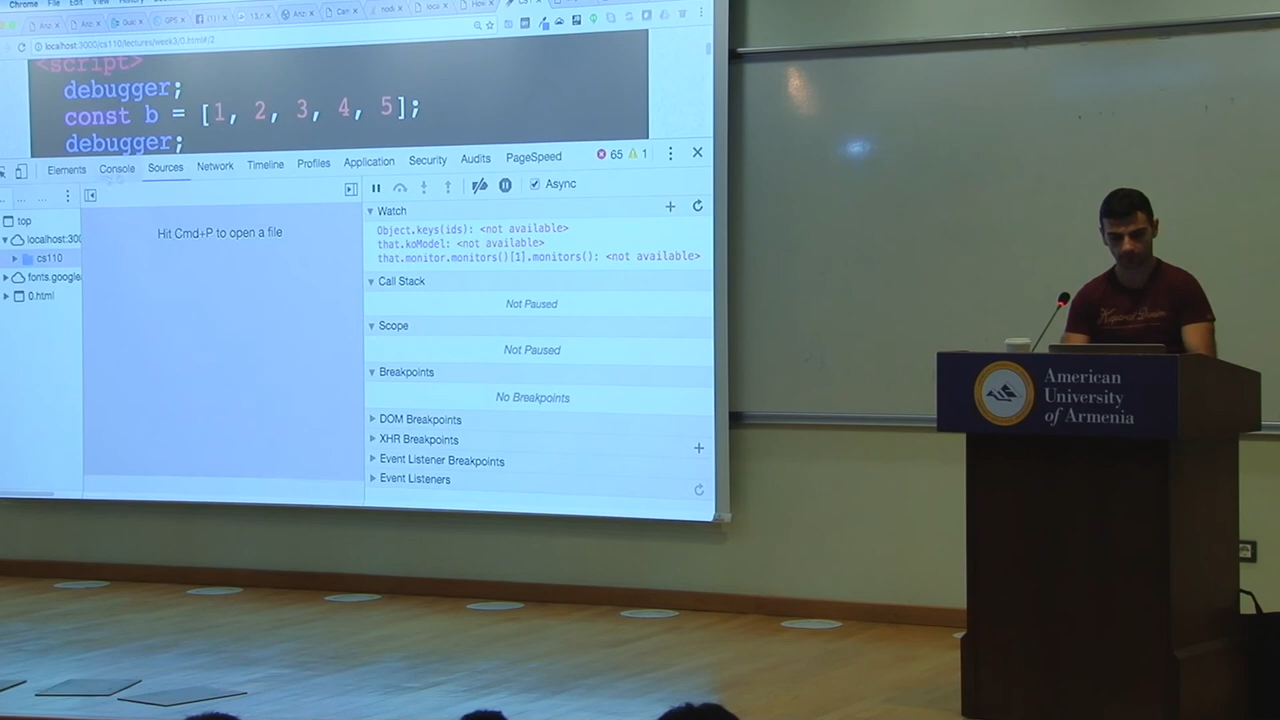 Chrome File Edit View
localhost:3000/cs110/lectures/week3/0.html#/2
<script>
debugger;
const b = [1, 2, 3, 4, 5];
debugger;
Elements Console Sources Network Timeline Profiles Application Security Audits PageSpeed 65 1
Async
top
localhost:300
cs110
fonts.google
0.html
Hit Cmd+P to open a file
Watch
Object.keys(ids): <not available>
that.koModel: <not available>
that.monitor.monitors()[1].monitors(): <not available>
Call Stack
Not Paused
Scope
Not Paused
Breakpoints
No Breakpoints
DOM Breakpoints
XHR Breakpoints
Event Listener Breakpoints
Event Listeners
American
University
of Armenia